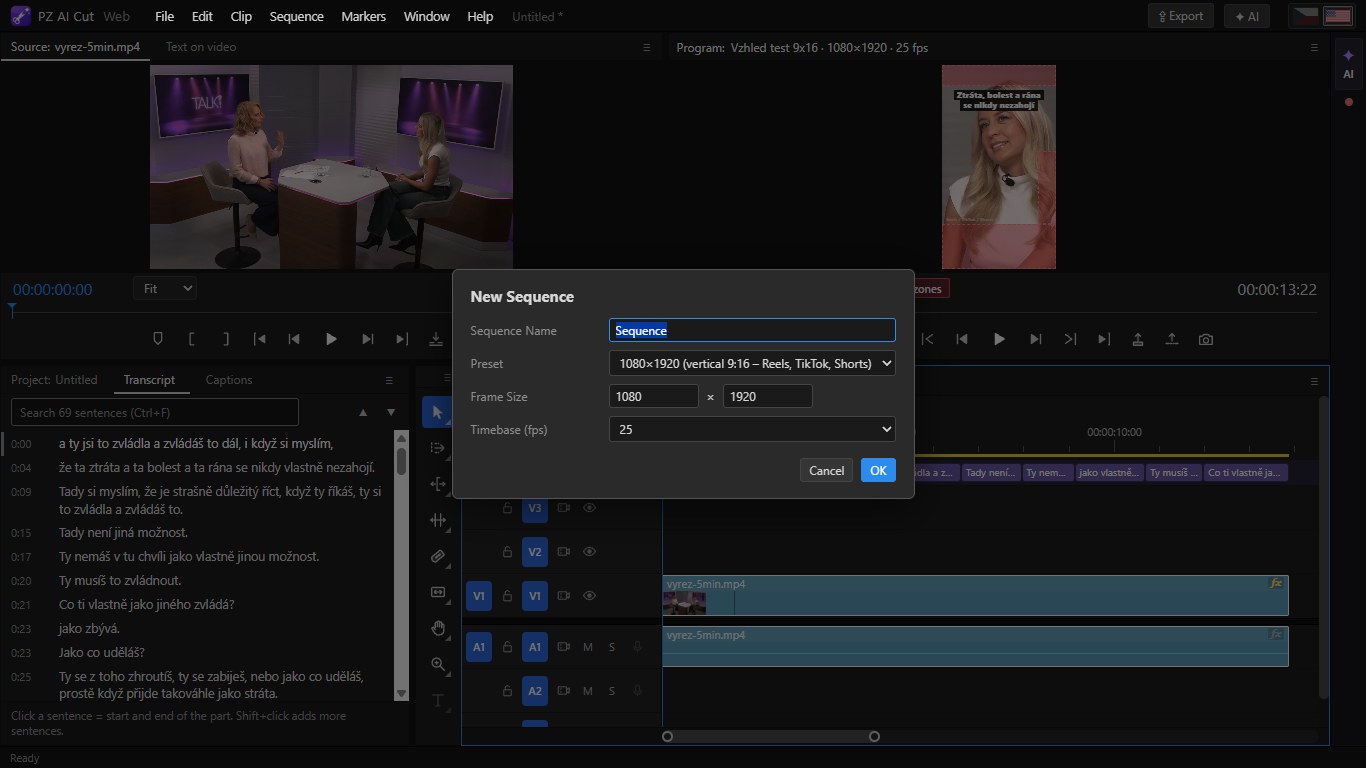 PZ AI Cut Web File Edit Clip Sequence Markers Window Help Untitled * Export + AI
Source: vyrez-5min.mp4 Text on video
Program: Vzhled test 9x16 · 1080×1920 · 25 fps
AI
TALK
Ztráta, bolest a rána
se nikdy nezahojí
00:00:00:00 Fit
zones 00:00:13:22
New Sequence
Sequence Name Sequence
Preset 1080×1920 (vertical 9:16 – Reels, TikTok, Shorts)
Frame Size 1080 × 1920
Timebase (fps) 25
Cancel OK
Project: Untitled Transcript Captions
Search 69 sentences (Ctrl+F)
0:00 a ty jsi to zvládla a zvládáš to dál, i když si myslím,
0:04 že ta ztráta a ta bolest a ta rána se nikdy vlastně nezahojí.
0:09 Tady si myslím, že je strašně důležitý říct, když ty říkáš, ty si
to zvládla a zvládáš to.
0:15 Tady není jiná možnost.
0:17 Ty nemáš v tu chvíli jako vlastně jinou možnost.
0:20 Ty musíš to zvládnout.
0:21 Co ti vlastně jako jiného zvládá?
0:23 jako zbývá.
0:23 Jako co uděláš?
0:25 Ty se z toho zhroutíš, ty se zabiješ, nebo jako co uděláš,
prostě když přijde takováhle jako stráta.
Click a sentence = start and end of the part. Shift+click adds more
sentences.
00:00:10:00
dla a z... Tady není... Ty nem... jako vlastně... Ty musíš ... Co ti vlastně ja...
V3
V2
V1 V1 vyrez-5min.mp4 fx
A1 A1 M S vyrez-5min.mp4 fx
A2 M S
T
Ready